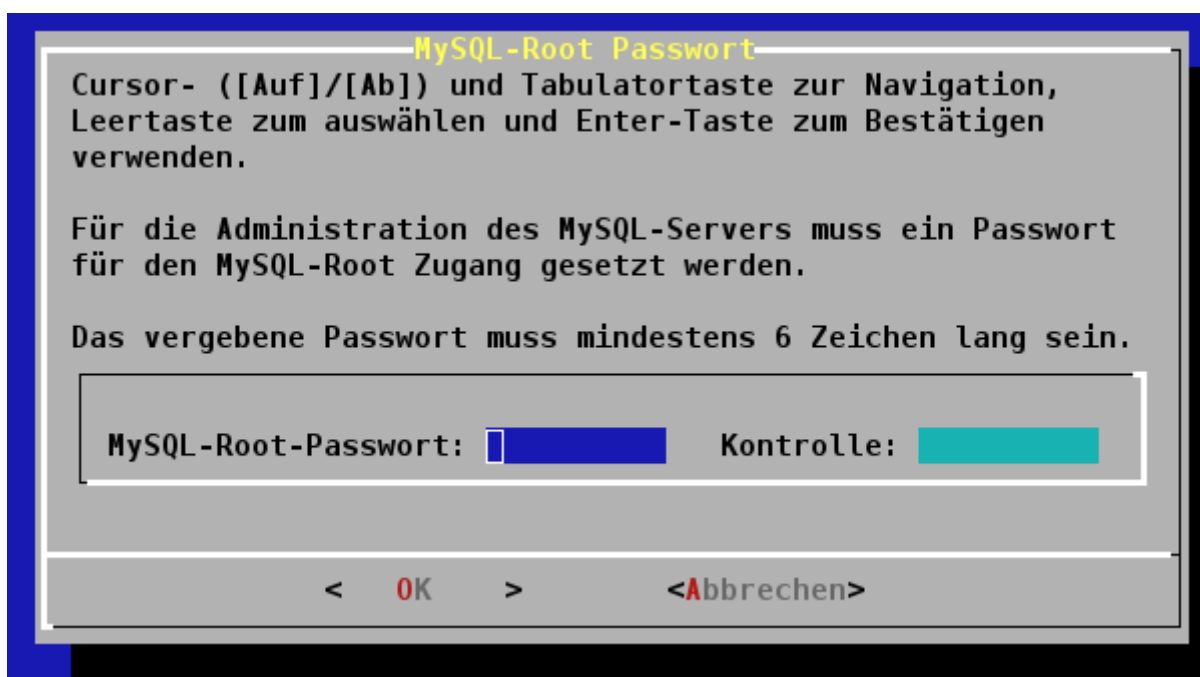 MySQL-Root Passwort
Cursor- ([Auf]/[Ab]) und Tabulatortaste zur Navigation,
Leertaste zum auswählen und Enter-Taste zum Bestätigen
verwenden.
Für die Administration des MySQL-Servers muss ein Passwort
für den MySQL-Root Zugang gesetzt werden.
Das vergebene Passwort muss mindestens 6 Zeichen lang sein.
MySQL-Root-Passwort: Kontrolle:
< OK > <Abbrechen>